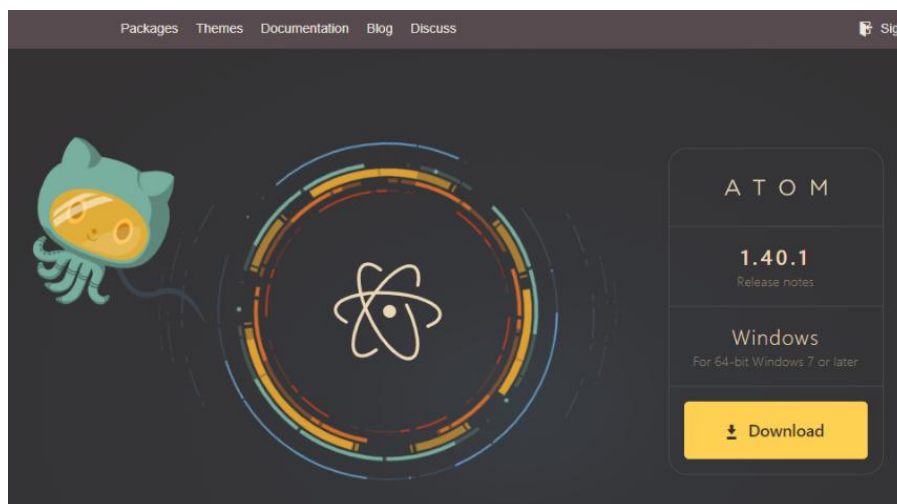 Packages Themes Documentation Blog Discuss
ATOM
1.40.1
Release notes
Windows
For 64-bit Windows 7 or later
Download